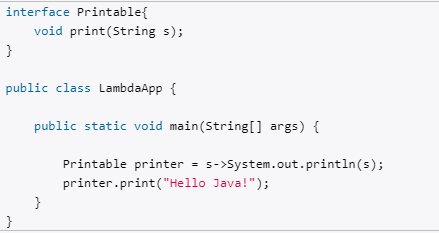 interface Printable{
    void print(String s);
}

public class LambdaApp {

    public static void main(String[] args) {

        Printable printer = s->System.out.println(s);
        printer.print("Hello Java!");
    }
}